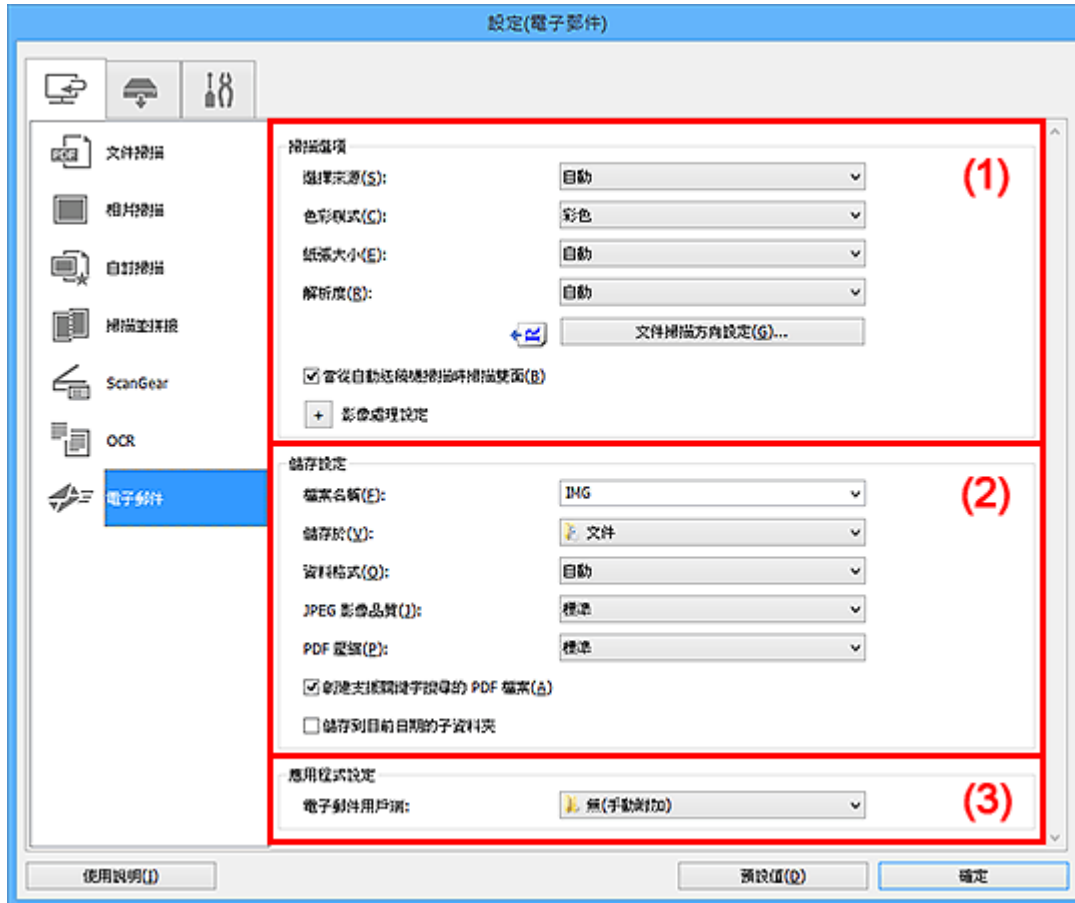 設定(電子郵件)
文件掃描
相片掃描
自訂掃描
掃描並拼接
ScanGear
OCR
電子郵件
掃描選項
(1)
選擇來源(S):
自動
色彩模式(C):
彩色
紙張大小(E):
自動
解析度(R):
自動
文件掃描方向設定(G)...
當從自動送稿機掃描時掃描雙面(B)
影像處理設定
儲存設定
(2)
檔案名稱(F):
IMG
儲存於(V):
文件
資料格式(O):
自動
JPEG 影像品質(J):
標準
PDF 壓縮(P):
標準
創建支援關鍵字搜尋的 PDF 檔案(A)
儲存到目前日期的子資料夾
應用程式設定
(3)
電子郵件用戶端:
無(手動附加)
使用說明(I)
預設值(D)
確定